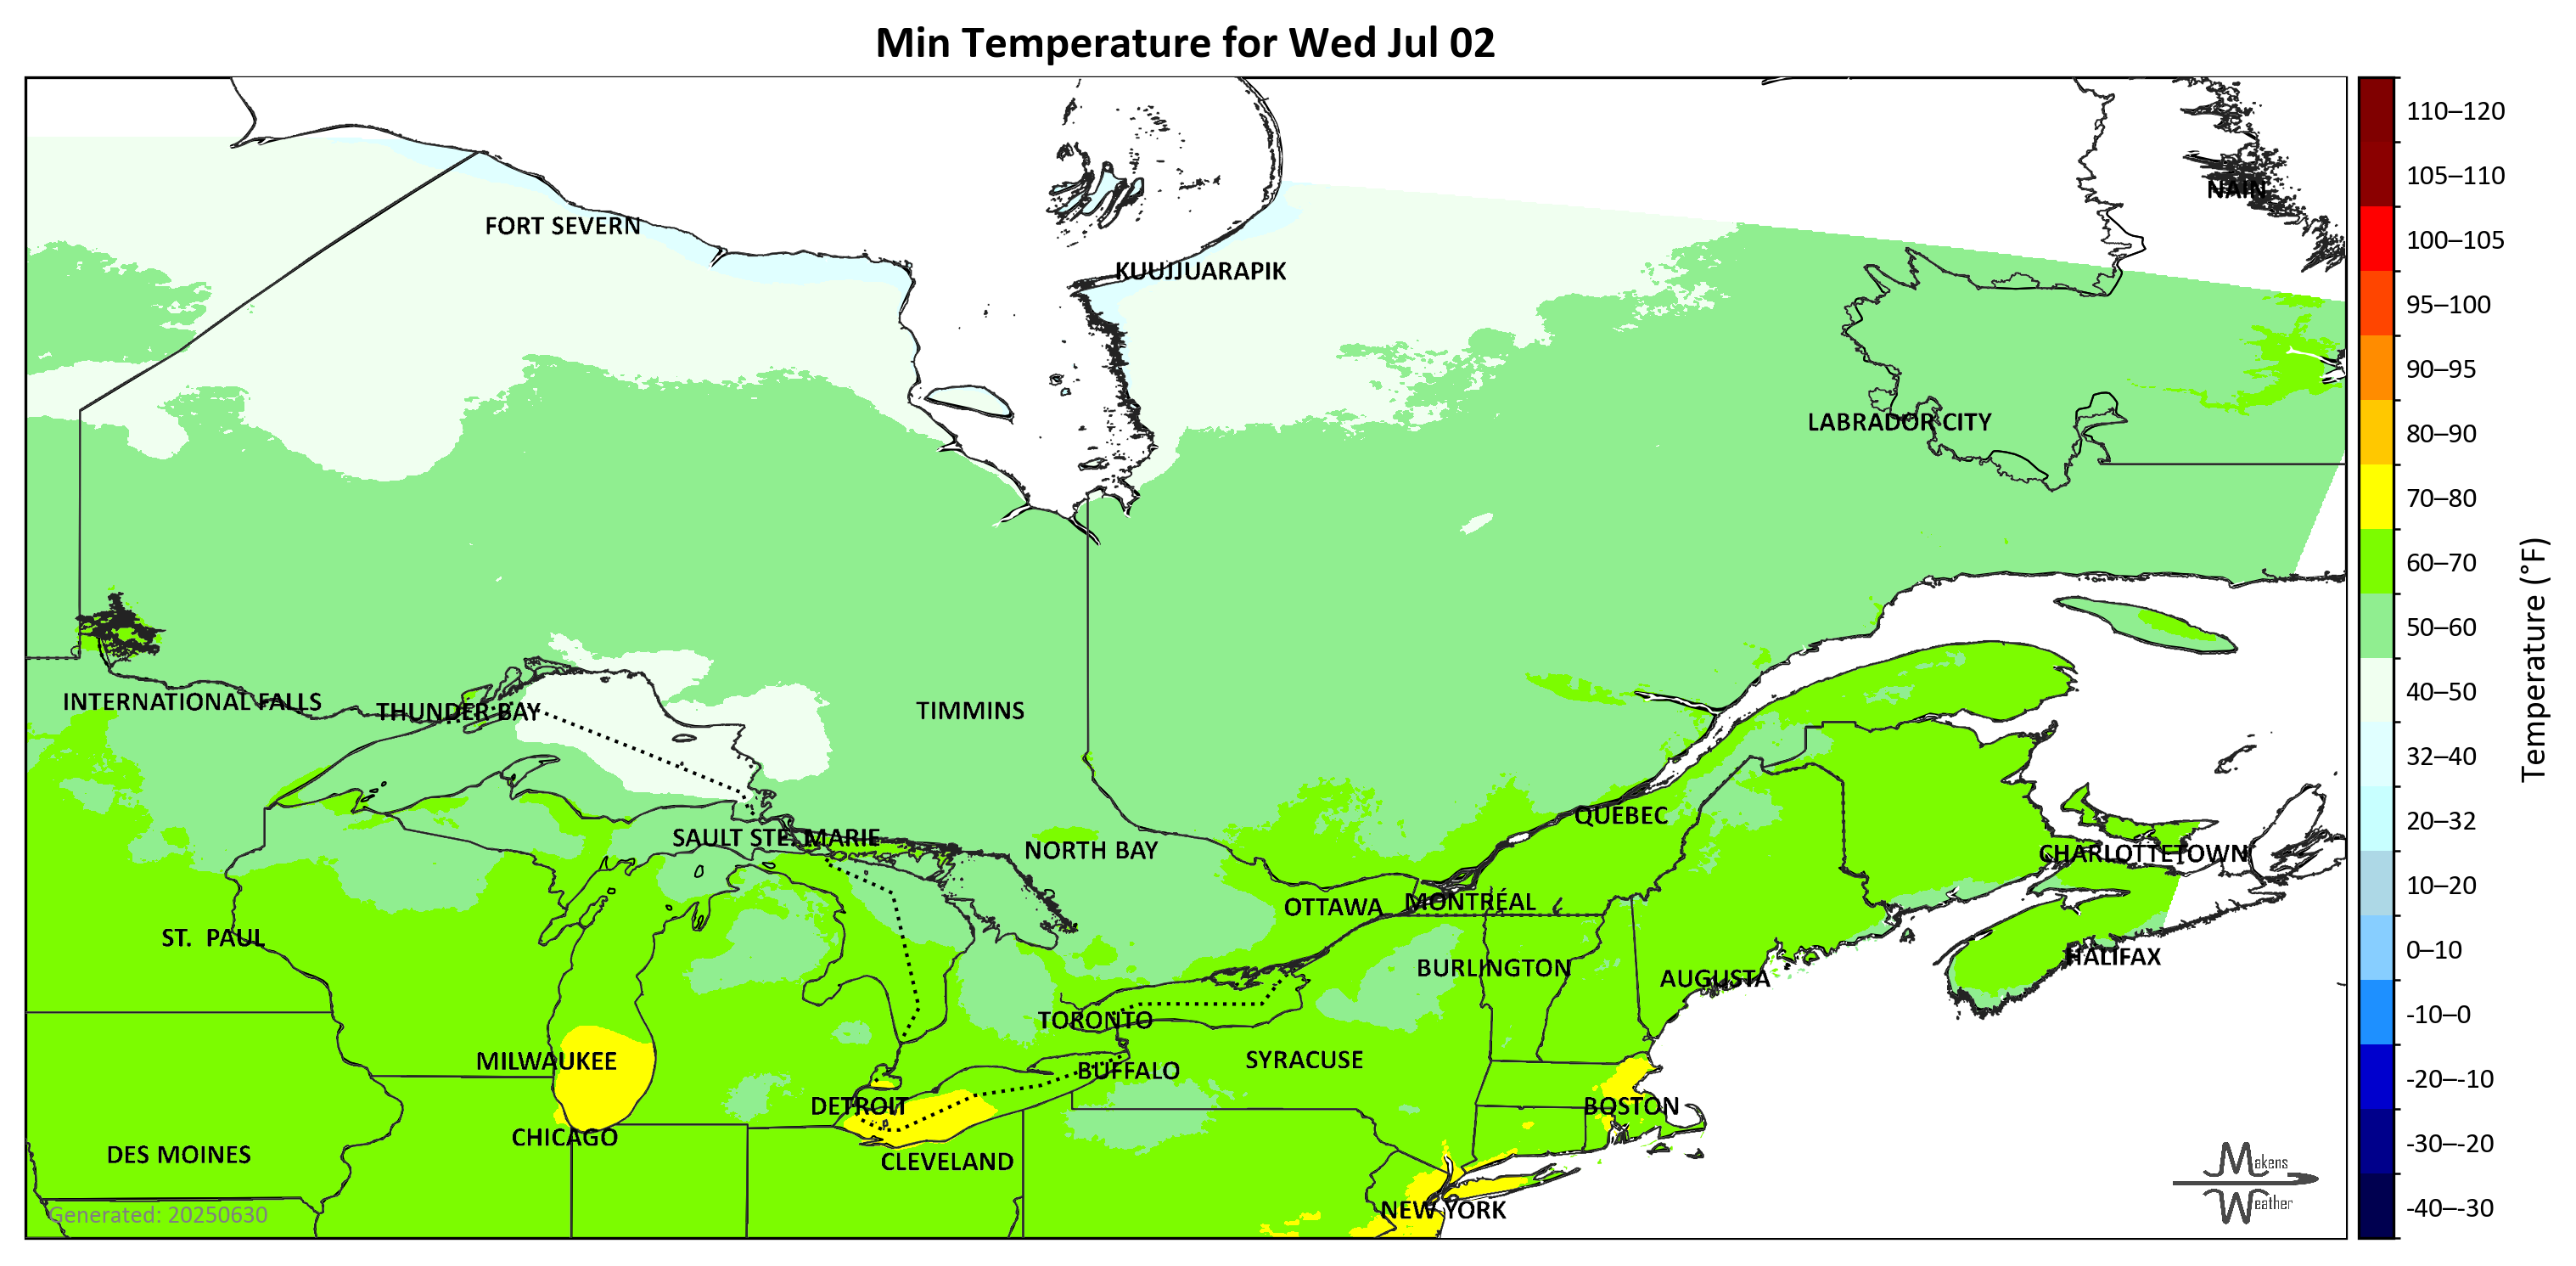 Min Temperature for Wed Jul 02
NAIN
FORT SEVERN
KUUJJUARAPIK
LABRADOR CITY
INTERNATIONAL FALLS
THUNDER BAY
TIMMINS
QUEBEC
SAULT STE. MARIE
NORTH BAY
CHARLOTTETOWN
OTTAWA
MONTRÉAL
ST. PAUL
HALIFAX
BURLINGTON
AUGUSTA
TORONTO
MILWAUKEE
SYRACUSE
BUFFALO
DETROIT
BOSTON
CHICAGO
DES MOINES
CLEVELAND
NEW YORK
Generated: 20250630
Makens
Weather
110–120
105–110
100–105
95–100
90–95
80–90
70–80
60–70
50–60
40–50
32–40
20–32
10–20
0–10
-10–0
-20–-10
-30–-20
-40–-30
Temperature (°F)